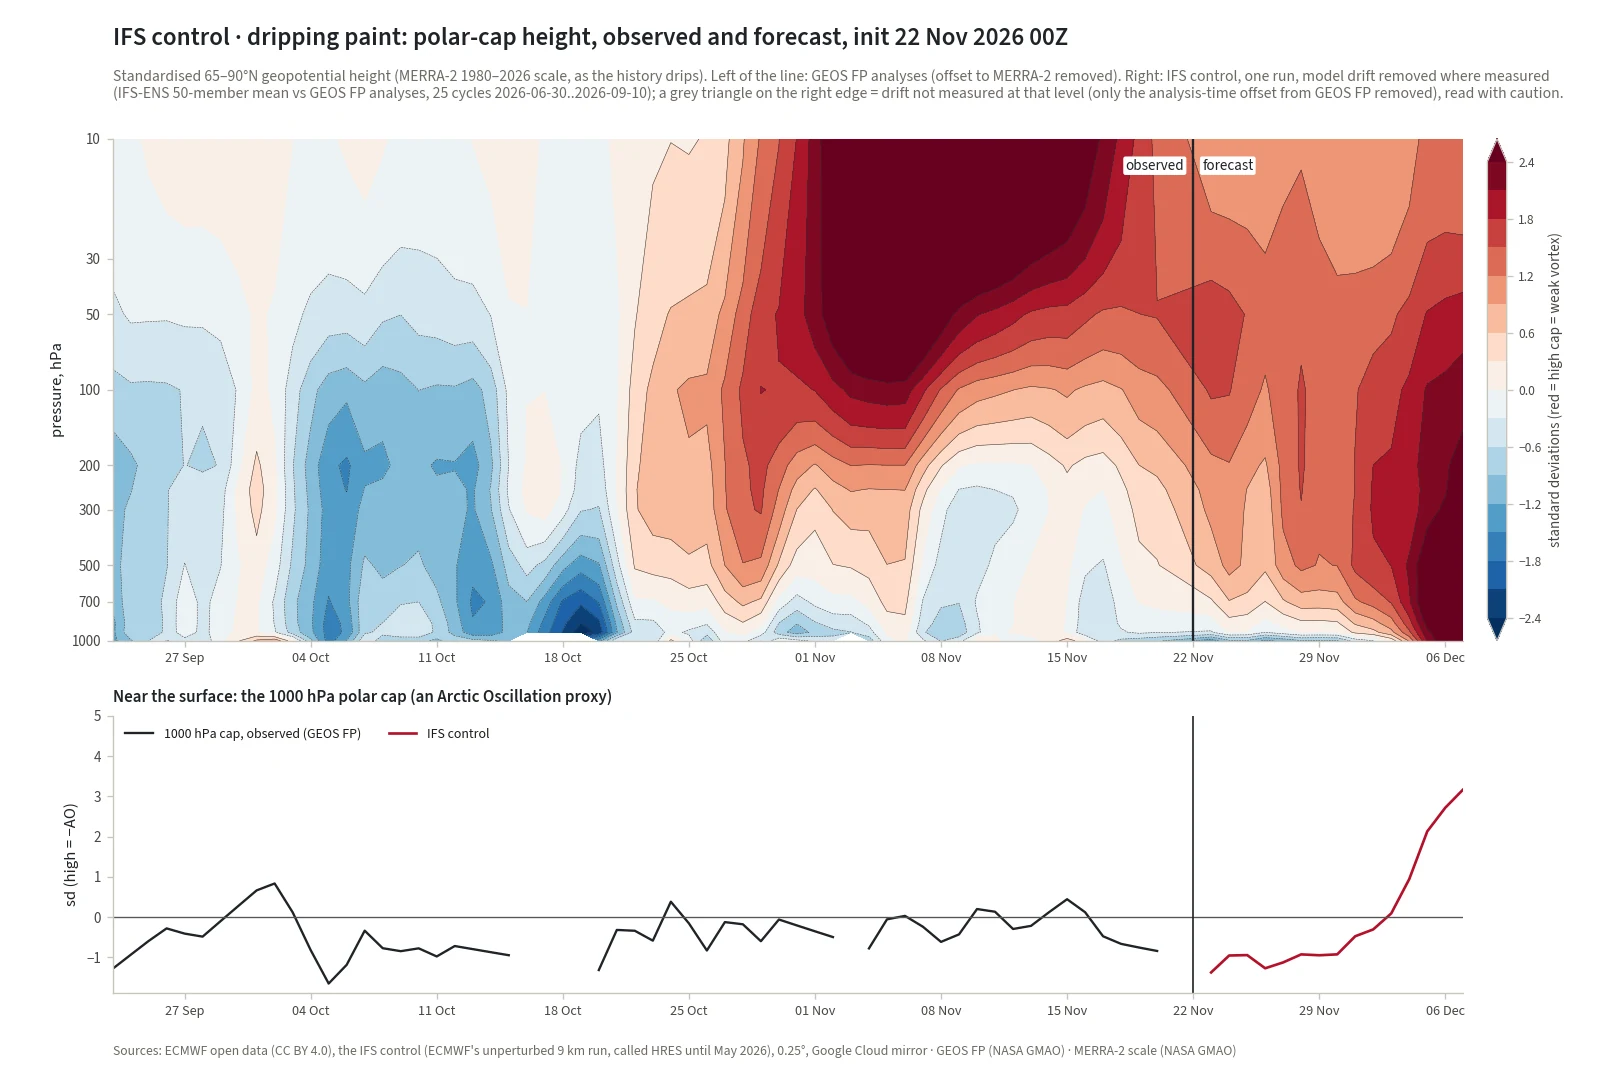 IFS control · dripping paint: polar-cap height, observed and forecast, init 22 Nov 2026 00Z
Standardised 65–90°N geopotential height (MERRA-2 1980–2026 scale, as the history drips). Left of the line: GEOS FP analyses (offset to MERRA-2 removed). Right: IFS control, one run, model drift removed where measured
(IFS-ENS 50-member mean vs GEOS FP analyses, 25 cycles 2026-06-30..2026-09-10); a grey triangle on the right edge = drift not measured at that level (only the analysis-time offset from GEOS FP removed), read with caution.
10
30
50
100
200
300
500
700
1000
pressure, hPa
observed
forecast
27 Sep
04 Oct
11 Oct
18 Oct
25 Oct
01 Nov
08 Nov
15 Nov
22 Nov
29 Nov
06 Dec
2.4
1.8
1.2
0.6
0.0
−0.6
−1.2
−1.8
−2.4
standard deviations (red = high cap = weak vortex)
Near the surface: the 1000 hPa polar cap (an Arctic Oscillation proxy)
1000 hPa cap, observed (GEOS FP)
IFS control
5
4
3
2
1
0
−1
sd (high = −AO)
27 Sep
04 Oct
11 Oct
18 Oct
25 Oct
01 Nov
08 Nov
15 Nov
22 Nov
29 Nov
06 Dec
Sources: ECMWF open data (CC BY 4.0), the IFS control (ECMWF's unperturbed 9 km run, called HRES until May 2026), 0.25°, Google Cloud mirror · GEOS FP (NASA GMAO) · MERRA-2 scale (NASA GMAO)